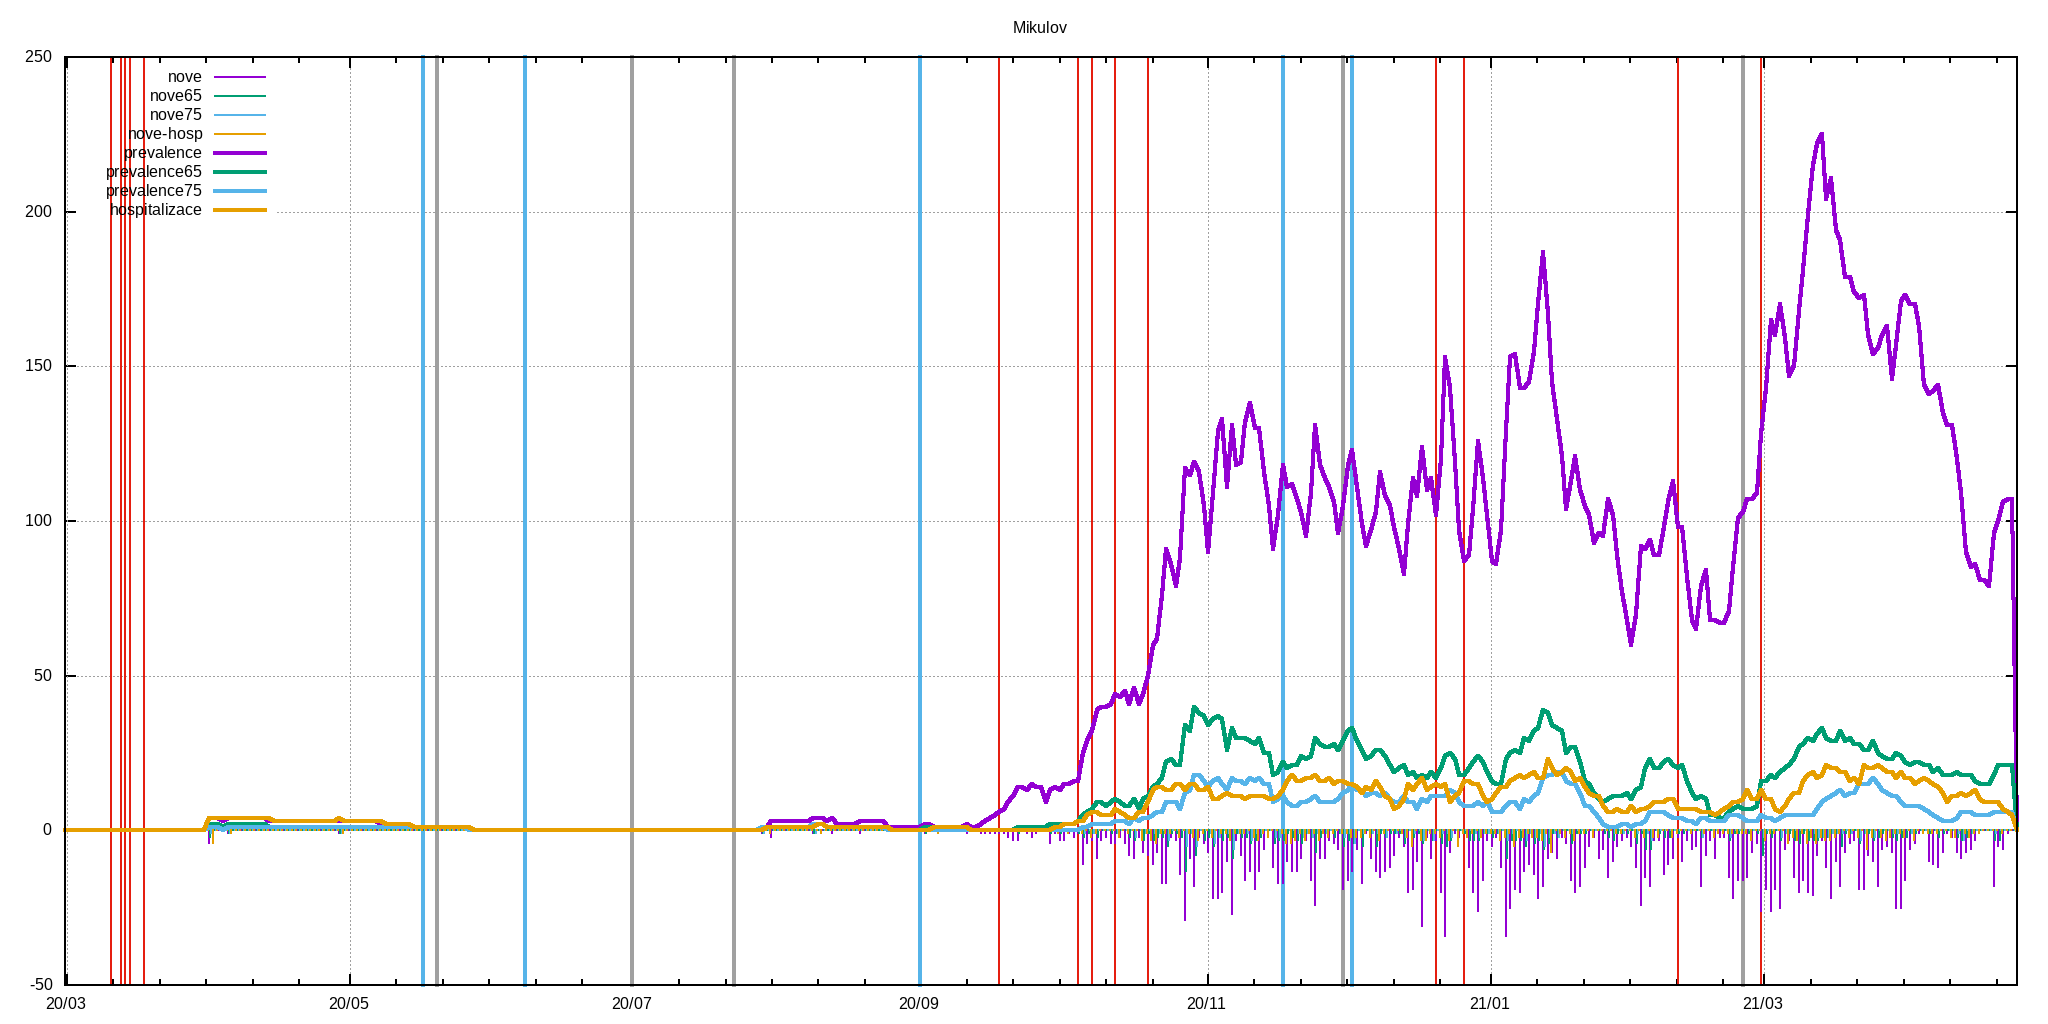 Mikulov
250
200
150
100
50
0
-50
nove
nove65
nove75
nove-hosp
prevalence
prevalence65
prevalence75
hospitalizace
20/03 20/05 20/07 20/09 20/11 21/01 21/03